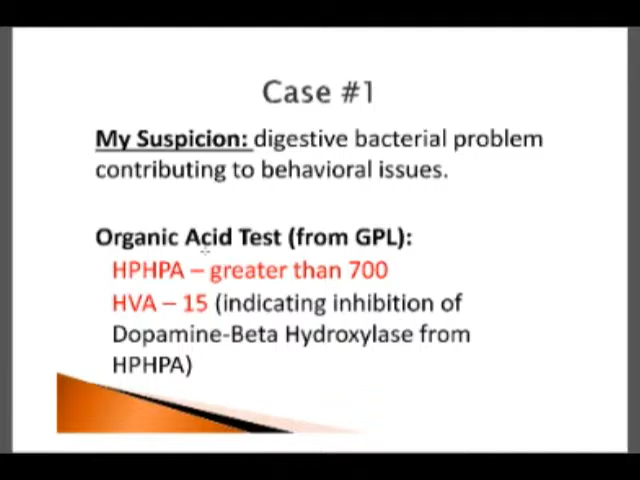 Case #1
My Suspicion: digestive bacterial problem
contributing to behavioral issues.
Organic Acid Test (from GPL):
HPHPA – greater than 700
HVA – 15 (indicating inhibition of
Dopamine-Beta Hydroxylase from
HPHPA)